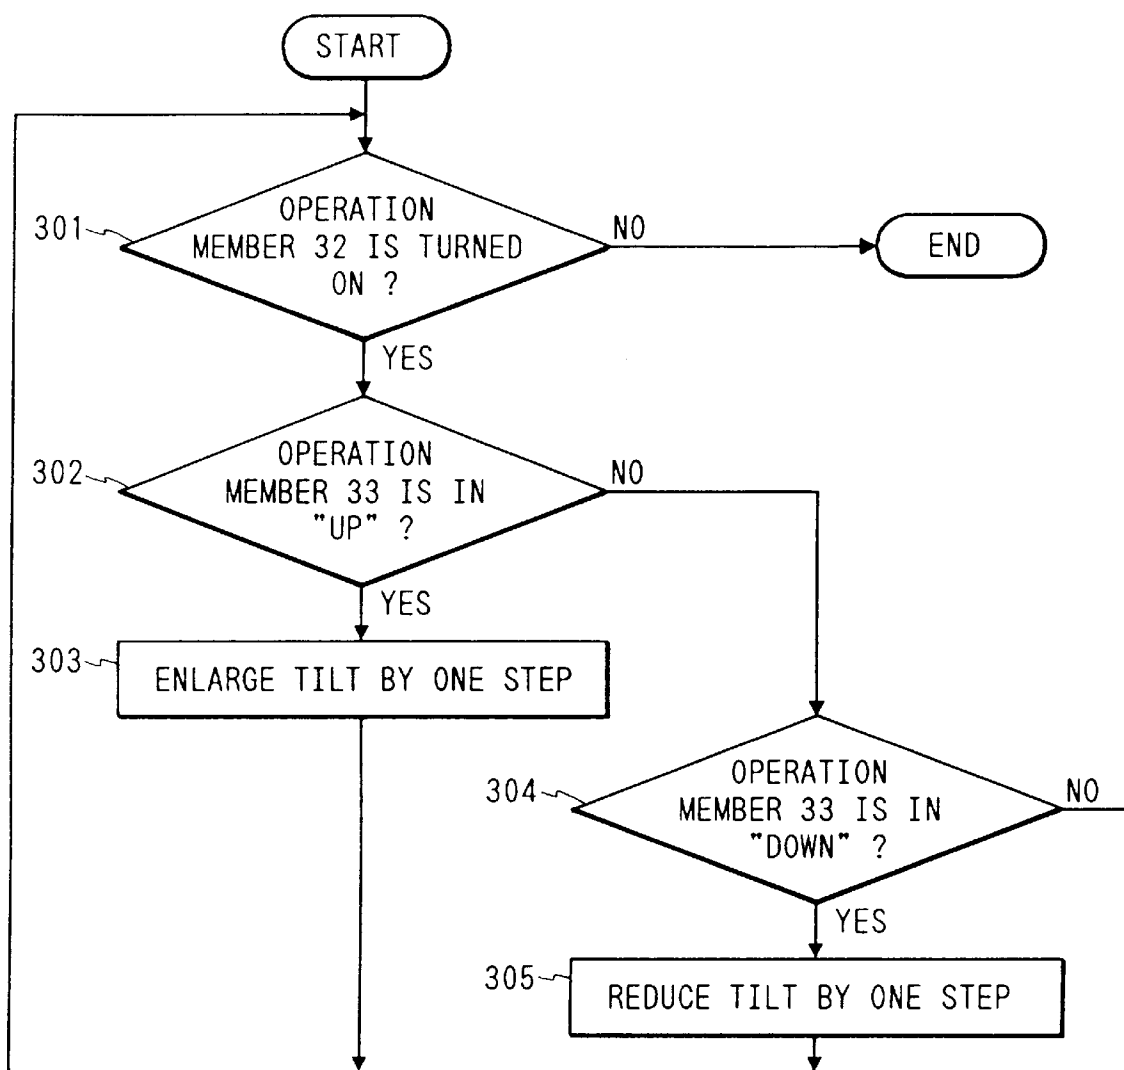 START
301
OPERATION
MEMBER 32 IS TURNED
ON ?
NO
END
YES
302
OPERATION
MEMBER 33 IS IN
"UP" ?
NO
YES
303
ENLARGE TILT BY ONE STEP
304
OPERATION
MEMBER 33 IS IN
"DOWN" ?
NO
YES
305
REDUCE TILT BY ONE STEP